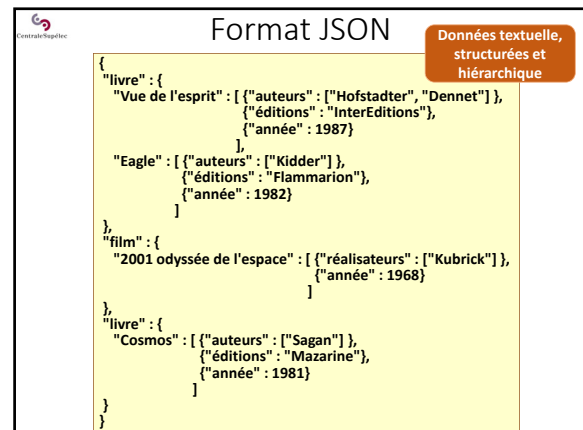 CentraleSupélec
Format JSON
Données textuelle,
structurées et
hiérarchique
{
"livre" : {
"Vue de l'esprit" : [ {"auteurs" : ["Hofstadter", "Dennet"] },
{"éditions" : "InterEditions"},
{"année" : 1987}
],
"Eagle" : [ {"auteurs" : ["Kidder"] },
{"éditions" : "Flammarion"},
{"année" : 1982}
]
},
"film" : {
"2001 odyssée de l'espace" : [ {"réalisateurs" : ["Kubrick"] },
{"année" : 1968}
]
},
"livre" : {
"Cosmos" : [ {"auteurs" : ["Sagan"] },
{"éditions" : "Mazarine"},
{"année" : 1981}
]
}
}